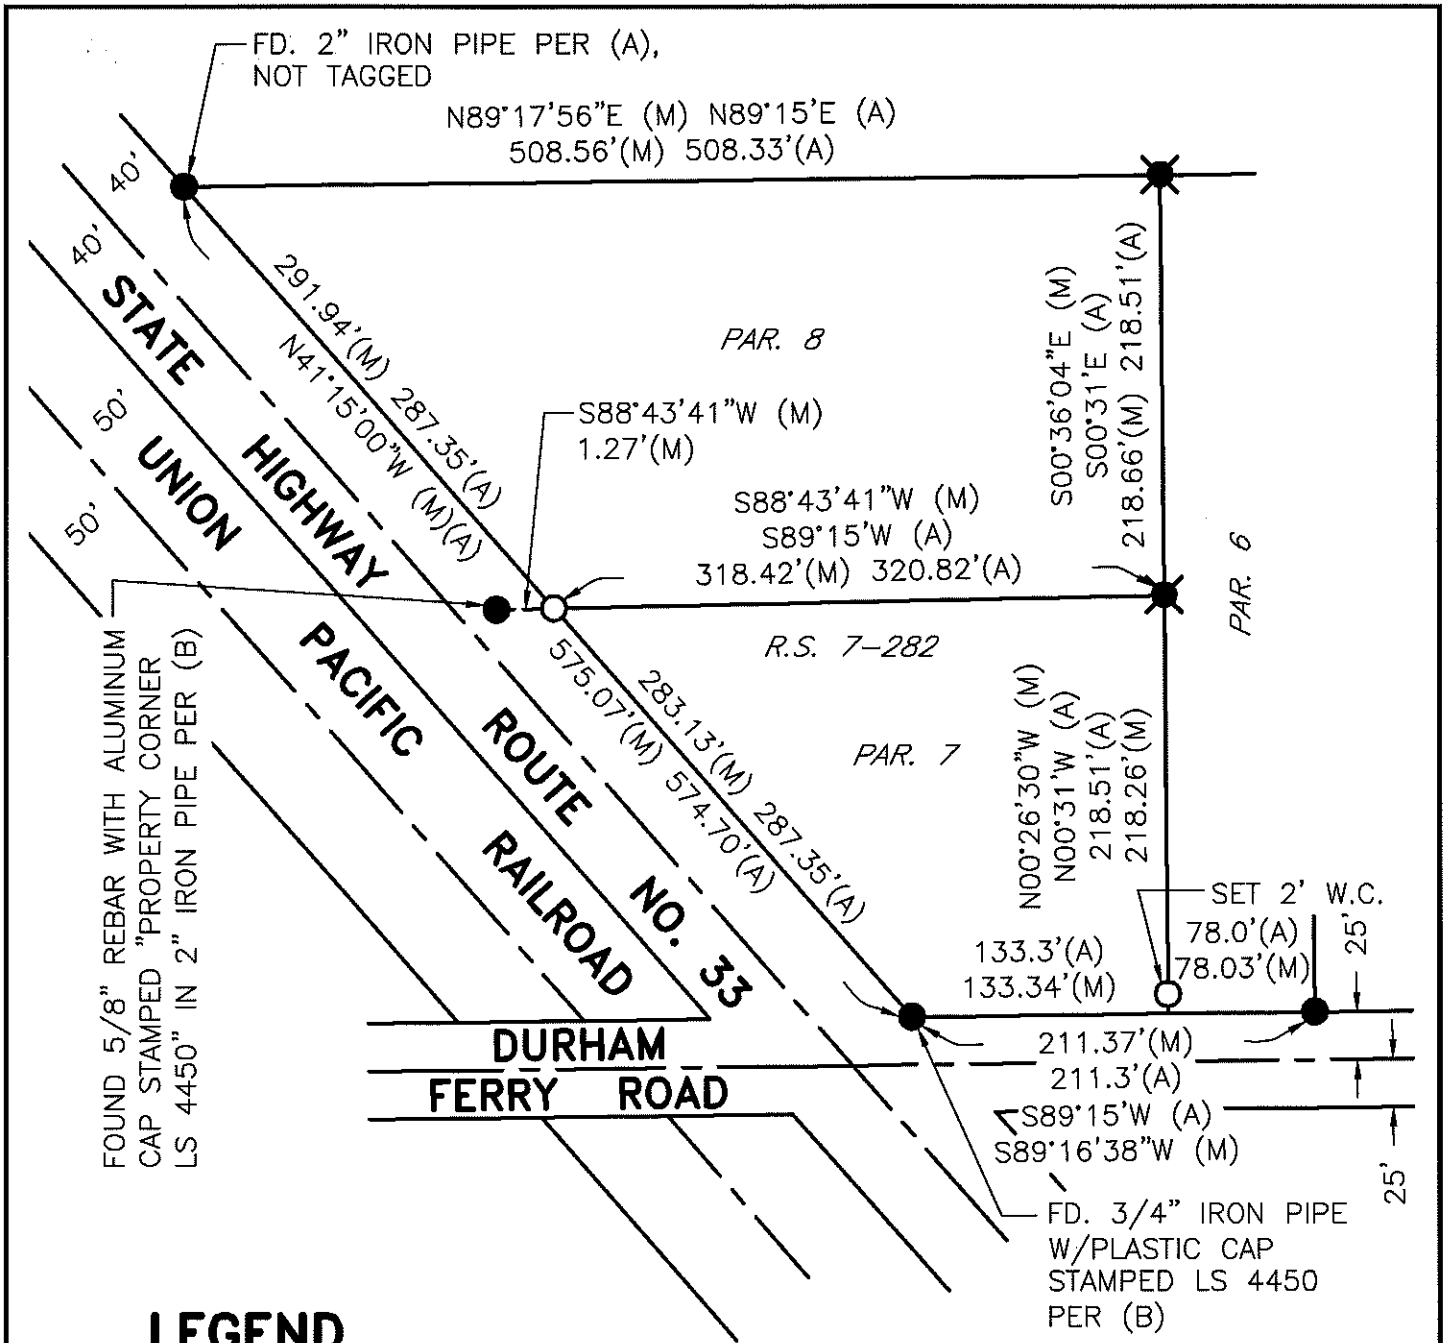 FD. 2" IRON PIPE PER (A),
NOT TAGGED
N89°17'56"E (M) N89°15'E (A)
508.56'(M) 508.33'(A)
40'
40'
STATE HIGHWAY ROUTE NO. 33
50'
50'
UNION PACIFIC RAILROAD
291.94'(M) 287.35'(A)
N41°15'00"W (M)(A)
PAR. 8
S88°43'41"W (M)
1.27'(M)
S00°36'04"E (M)
S00°31'E (A)
218.66'(M) 218.51'(A)
S88°43'41"W (M)
S89°15'W (A)
318.42'(M) 320.82'(A)
PAR. 6
R.S. 7-282
FOUND 5/8" REBAR WITH ALUMINUM
CAP STAMPED "PROPERTY CORNER
LS 4450" IN 2" IRON PIPE PER (B)
283.13'(M) 287.35'(A)
575.07'(M) 574.70'(A)
PAR. 7
N00°26'30"W (M)
N00°31'W (A)
218.51'(A)
218.26'(M)
SET 2' W.C.
78.0'(A)
78.03'(M)
25'
133.3'(A)
133.34'(M)
DURHAM
FERRY ROAD
211.37'(M)
211.3'(A)
S89°15'W (A)
S89°16'38"W (M)
25'
FD. 3/4" IRON PIPE
W/PLASTIC CAP
STAMPED LS 4450
PER (B)
LEGEND